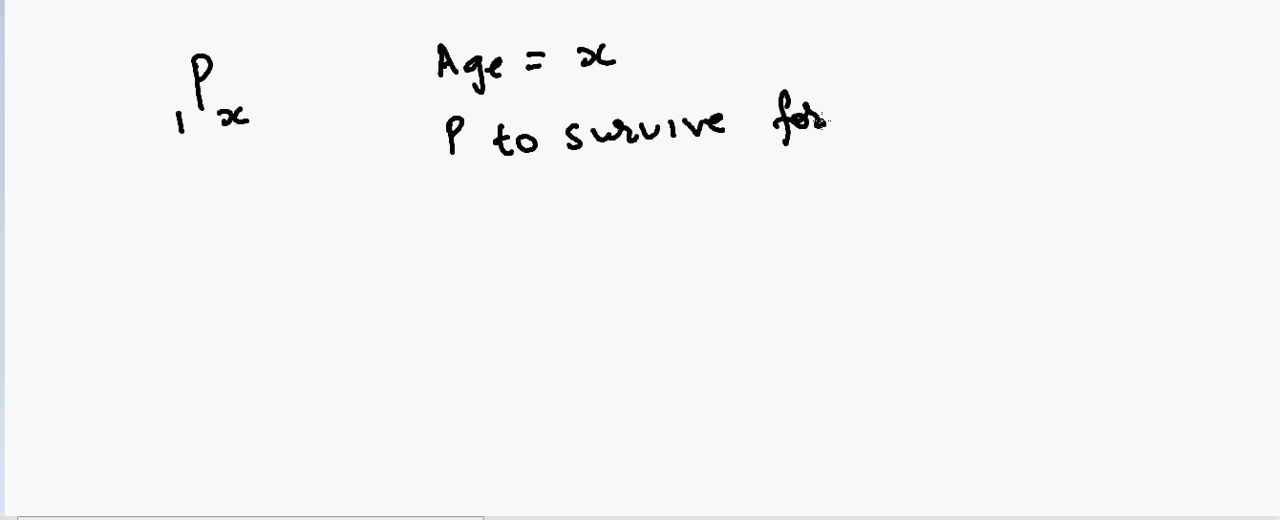 ₁Pₓ
Age = x
P to survive for